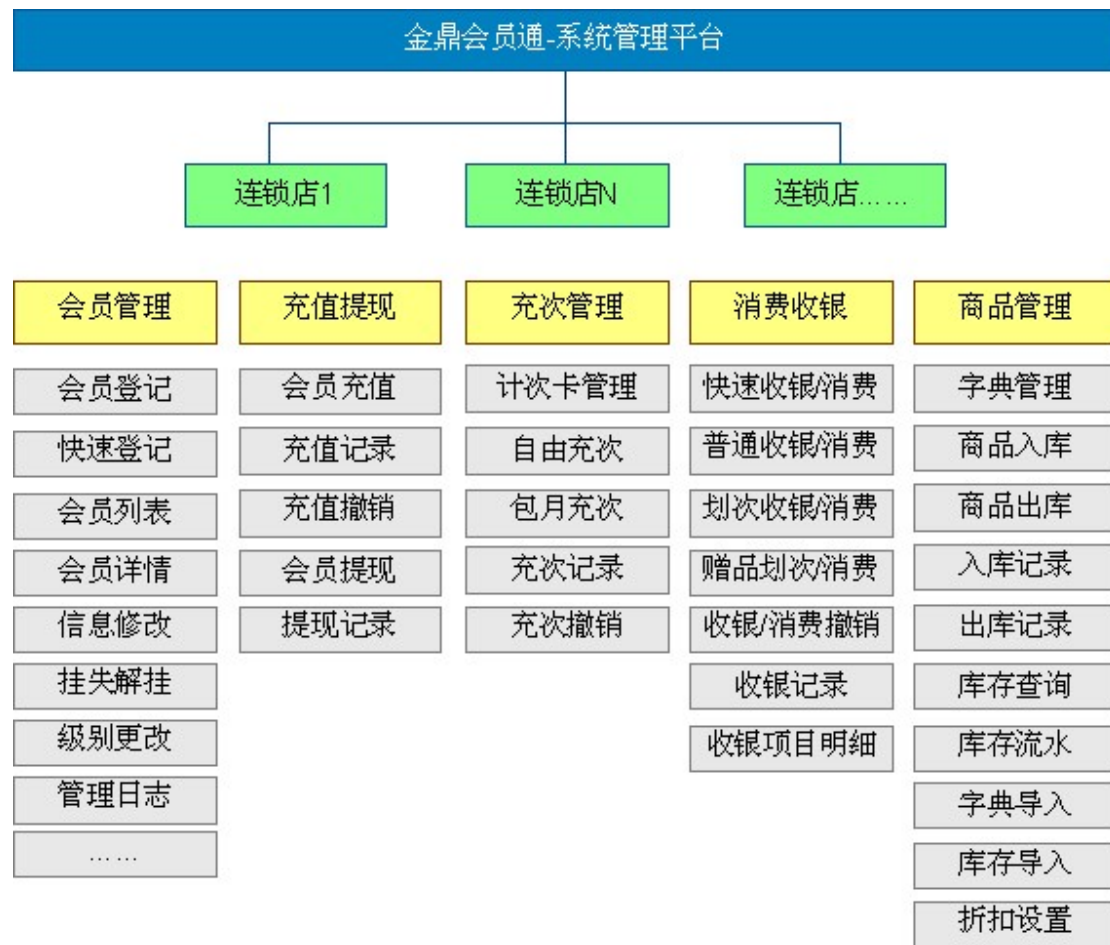 金鼎会员通-系统管理平台
连锁店1
连锁店N
连锁店……
会员管理
充值提现
充次管理
消费收银
商品管理
会员登记
会员充值
计次卡管理
快速收银/消费
字典管理
快速登记
充值记录
自由充次
普通收银/消费
商品入库
会员列表
充值撤销
包月充次
划次收银/消费
商品出库
会员详情
会员提现
充次记录
赠品划次/消费
入库记录
信息修改
提现记录
充次撤销
收银/消费撤销
出库记录
挂失解挂
收银记录
库存查询
级别更改
收银项目明细
库存流水
管理日志
字典导入
……
库存导入
折扣设置